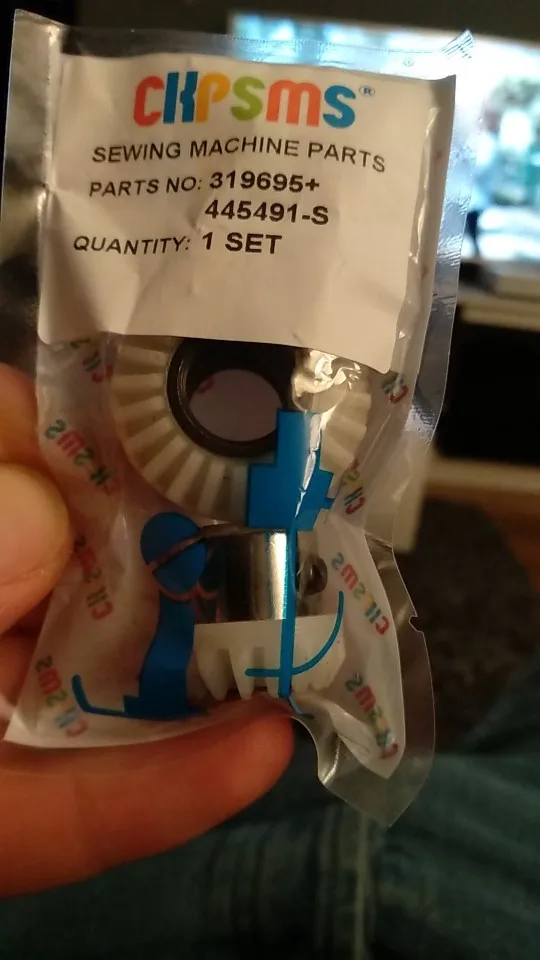 CKPSMS®
SEWING MACHINE PARTS
PARTS NO: 319695+
445491-S
QUANTITY: 1 SET